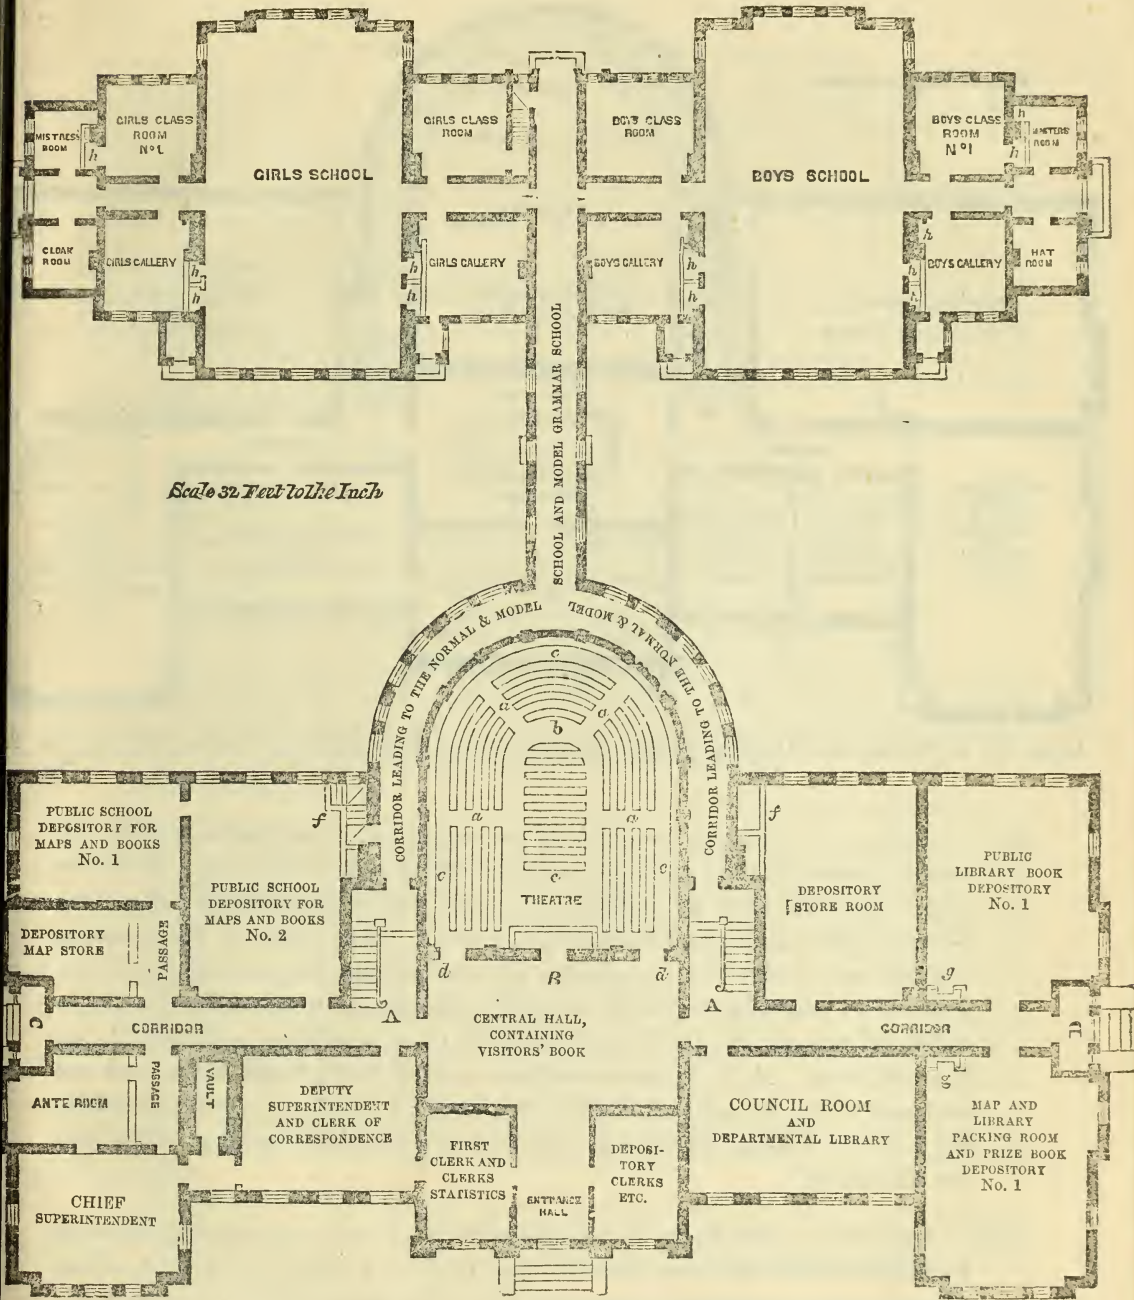 GIRLS CLASS
ROOM
Nº1.
MISTRESS
ROOM
h
GIRLS SCHOOL
GIRLS CLASS
ROOM
BOYS CLASS
ROOM
BOYS SCHOOL
BOYS CLASS
ROOM
Nº1
h
h
MASTERS
ROOM
CLOAK
ROOM
GIRLS GALLERY
h
h
h
h
GIRLS GALLERY
BOYS GALLERY
h
h
h
h
h
BOYS GALLERY
HAT
ROOM
SCHOOL AND MODEL GRAMMAR SCHOOL
Scale 32 Feet to the Inch
CORRIDOR LEADING TO THE NORMAL & MODEL
CORRIDOR LEADING TO THE NORMAL & MODEL
c
a
b
a
a
c
c
e
THEATRE
d
B
d
PUBLIC SCHOOL
DEPOSITORY FOR
MAPS AND BOOKS
No. 1
f
PUBLIC SCHOOL
DEPOSITORY FOR
MAPS AND BOOKS
No. 2
DEPOSITORY
MAP STORE
PASSAGE
f
DEPOSITORY
STORE ROOM
PUBLIC
LIBRARY BOOK
DEPOSITORY
No. 1
g
C
CORRIDOR
A
CENTRAL HALL,
CONTAINING
VISITORS' BOOK
A
CORRIDOR
D
ANTE ROOM
PASSAGE
VAULT
DEPUTY
SUPERINTENDENT
AND CLERK OF
CORRESPONDENCE
CHIEF
SUPERINTENDENT
FIRST
CLERK AND
CLERKS
STATISTICS
ENTRANCE
HALL
DEPOSI-
TORY
CLERKS
ETC.
COUNCIL ROOM
AND
DEPARTMENTAL LIBRARY
g
MAP AND
LIBRARY
PACKING ROOM
AND PRIZE BOOK
DEPOSITORY
No. 1